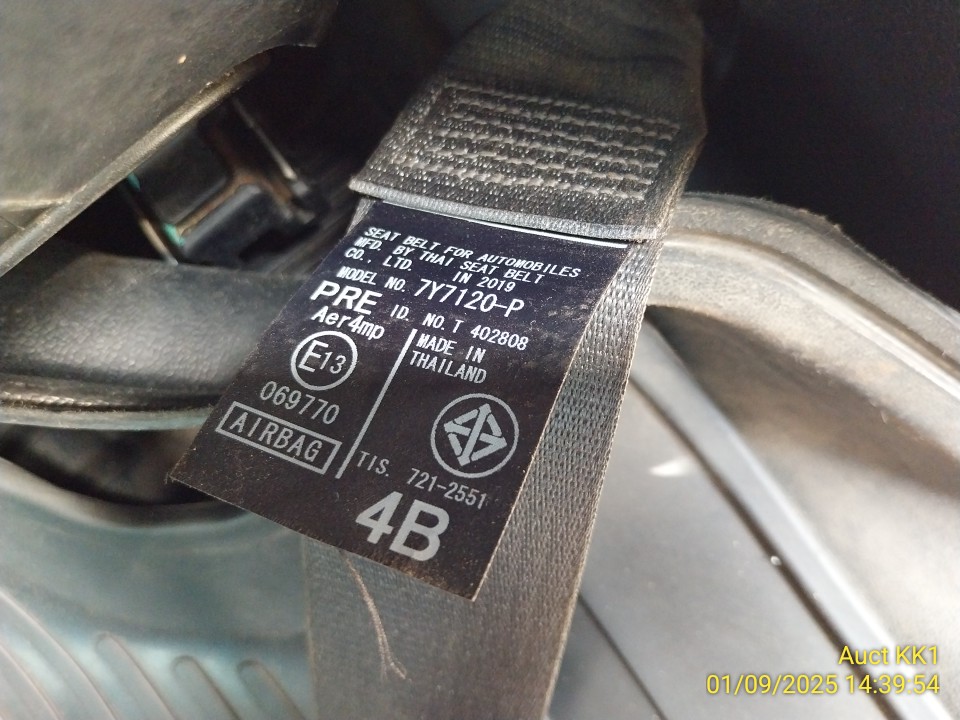 SEAT BELT FOR AUTOMOBILES
MFD. BY THAI SEAT BELT
CO., LTD. IN 2019
MODEL NO. 7Y7120-P
PRE ID. NO. T 402808
Aer4mp
E13
069770
AIRBAG
MADE IN
THAILAND
TIS. 721-2551
4B
Auct KK1
01/09/2025 14:39:54